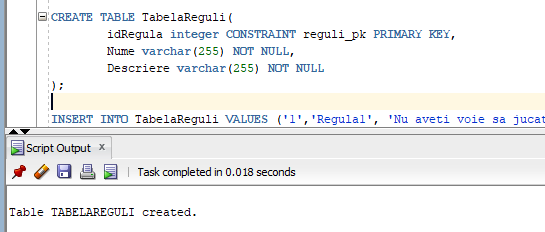 CREATE TABLE TabelaReguli(
idRegula integer CONSTRAINT reguli_pk PRIMARY KEY,
Nume varchar(255) NOT NULL,
Descriere varchar(255) NOT NULL
);
INSERT INTO TabelaReguli VALUES ('1','Regula1', 'Nu aveti voie sa jucat
Script Output x
Task completed in 0.018 seconds
Table TABELAREGULI created.